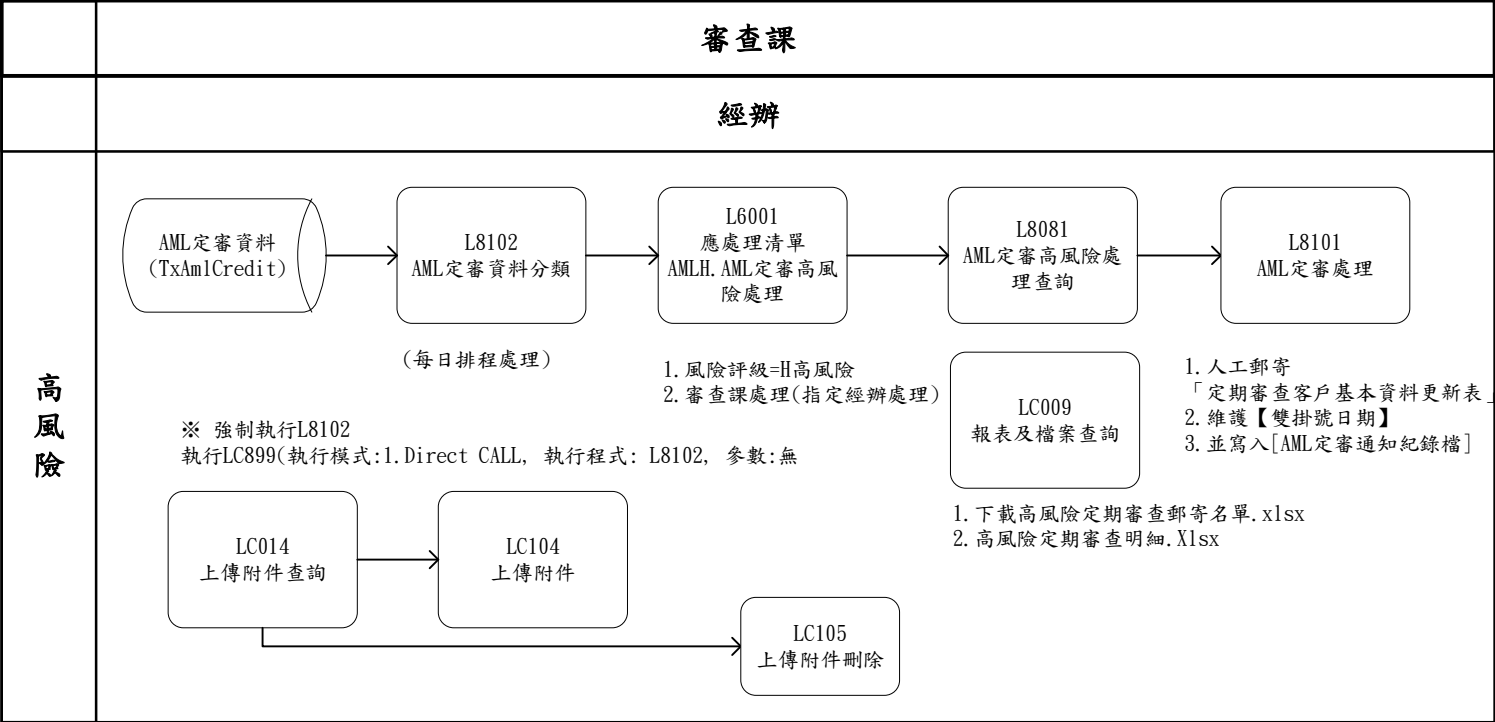 審查課
經辦
高
風
險
AML定審資料
(TxAmlCredit)
L8102
AML定審資料分類
(每日排程處理)
L6001
應處理清單
AMLH.AML定審高風
險處理
1.風險評級=H高風險
2.審查課處理(指定經辦處理)
L8081
AML定審高風險處
理查詢
L8101
AML定審處理
1.人工郵寄
「定期審查客戶基本資料更新表」
2.維護【雙掛號日期】
3.並寫入[AML定審通知紀錄檔]
LC009
報表及檔案查詢
1.下載高風險定期審查郵寄名單.xlsx
2.高風險定期審查明細.Xlsx
※ 強制執行L8102
執行LC899(執行模式:1.Direct CALL, 執行程式: L8102, 參數:無
LC014
上傳附件查詢
LC104
上傳附件
LC105
上傳附件刪除